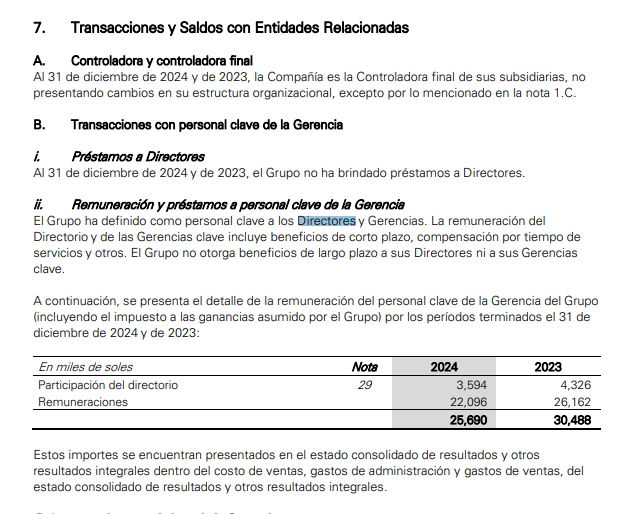 7. Transacciones y Saldos con Entidades Relacionadas
A. Controladora y controladora final
Al 31 de diciembre de 2024 y de 2023, la Compañía es la Controladora final de sus subsidiarias, no
presentando cambios en su estructura organizacional, excepto por lo mencionado en la nota 1.C.
B. Transacciones con personal clave de la Gerencia
i. Préstamos a Directores
Al 31 de diciembre de 2024 y de 2023, el Grupo no ha brindado préstamos a Directores.
ii. Remuneración y préstamos a personal clave de la Gerencia
El Grupo ha definido como personal clave a los Directores y Gerencias. La remuneración del
Directorio y de las Gerencias clave incluye beneficios de corto plazo, compensación por tiempo de
servicios y otros. El Grupo no otorga beneficios de largo plazo a sus Directores ni a sus Gerencias
clave.
A continuación, se presenta el detalle de la remuneración del personal clave de la Gerencia del Grupo
(incluyendo el impuesto a las ganancias asumido por el Grupo) por los períodos terminados el 31 de
diciembre de 2024 y de 2023:
En miles de soles Nota 2024 2023
Participación del directorio 29 3,594 4,326
Remuneraciones 22,096 26,162
25,690 30,488
Estos importes se encuentran presentados en el estado consolidado de resultados y otros
resultados integrales dentro del costo de ventas, gastos de administración y gastos de ventas, del
estado consolidado de resultados y otros resultados integrales.